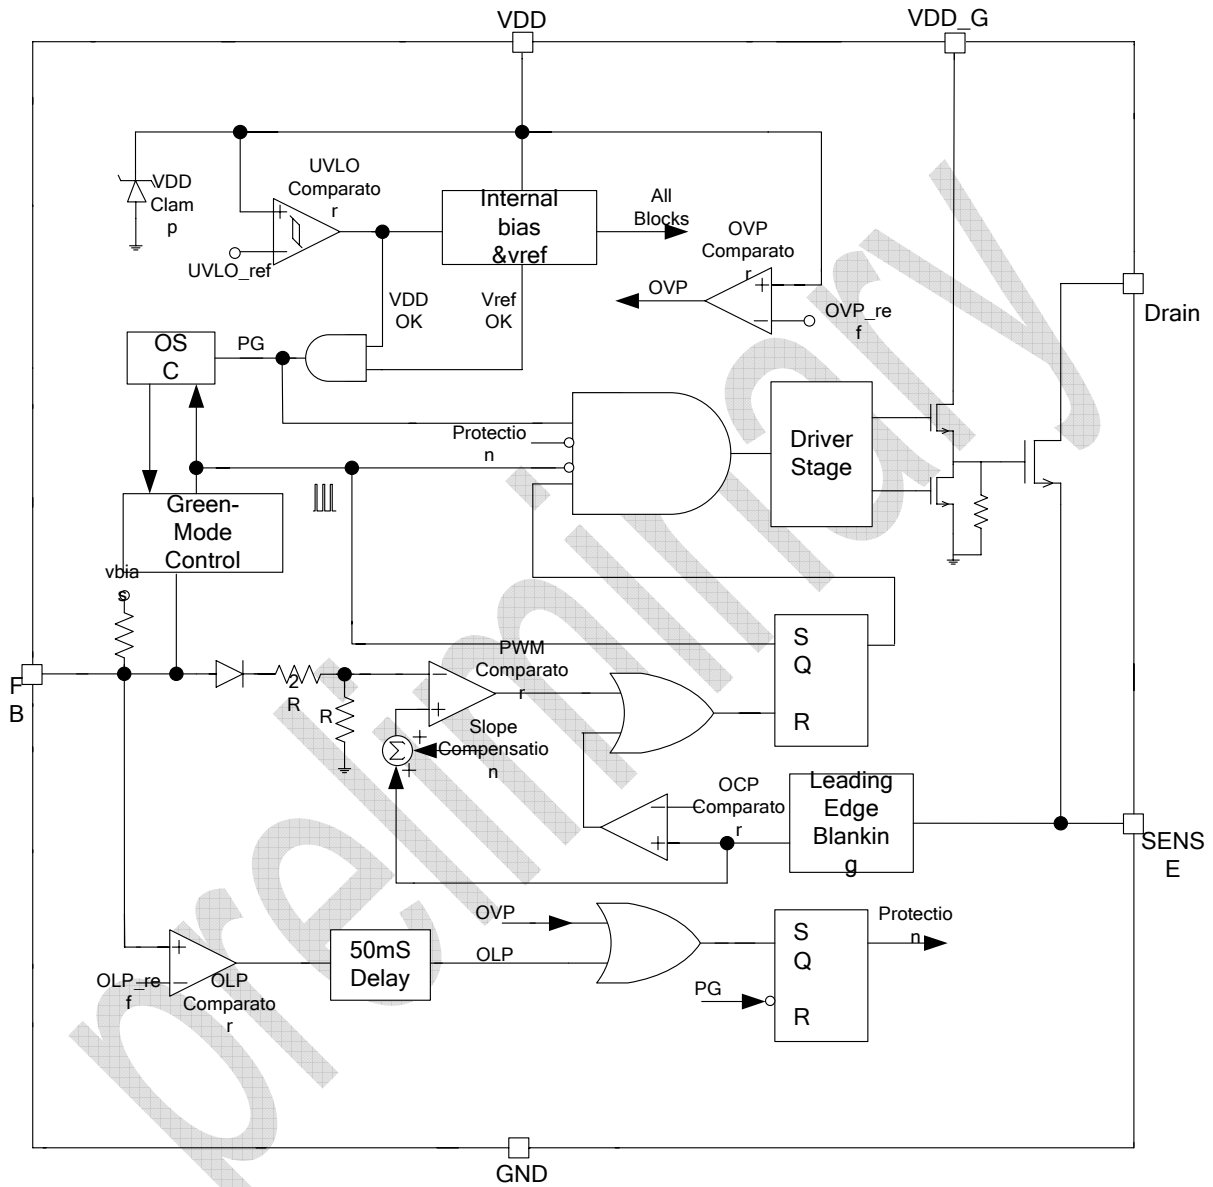 VDD
VDD_G
VDD
Clam
p
UVLO
Comparato
r
UVLO_ref
Internal
bias
&vref
All
Blocks
OVP
Comparato
r
OVP
OVP_re
f
Drain
VDD
OK
Vref
OK
OS
C
PG
Protectio
n
Driver
Stage
Green-
Mode
Control
vbia
s
F
B
2
R
R
PWM
Comparato
r
Slope
Compensatio
n
Σ
S
Q
R
OCP
Comparato
r
Leading
Edge
Blankin
g
SENS
E
OVP
OLP
OLP_re
f
OLP
Comparato
r
50mS
Delay
S
Q
R
PG
Protectio
n
GND
preliminary